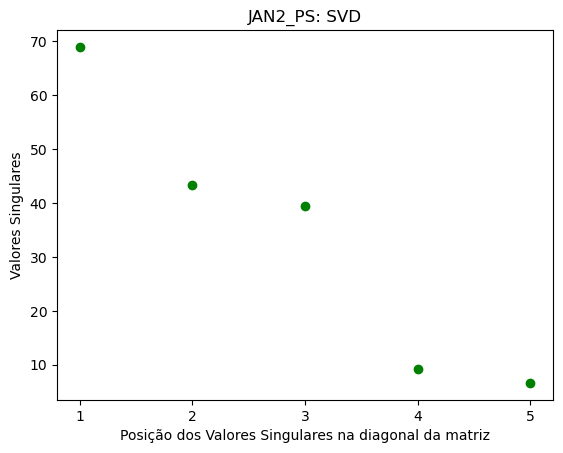 JAN2_PS: SVD
70
60
50
40
30
20
10
Valores Singulares
1 2 3 4 5
Posição dos Valores Singulares na diagonal da matriz